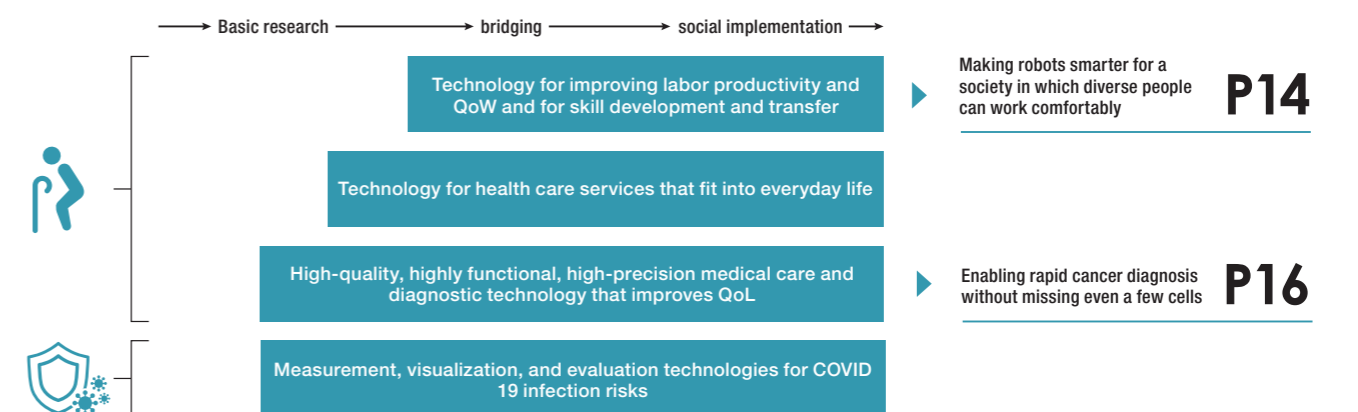 Basic research
bridging
social implementation
Technology for improving labor productivity and
QoW and for skill development and transfer
Making robots smarter for a
society in which diverse people
can work comfortably
P14
Technology for health care services that fit into everyday life
High-quality, highly functional, high-precision medical care and
diagnostic technology that improves QoL
Enabling rapid cancer diagnosis
without missing even a few cells
P16
Measurement, visualization, and evaluation technologies for COVID
19 infection risks